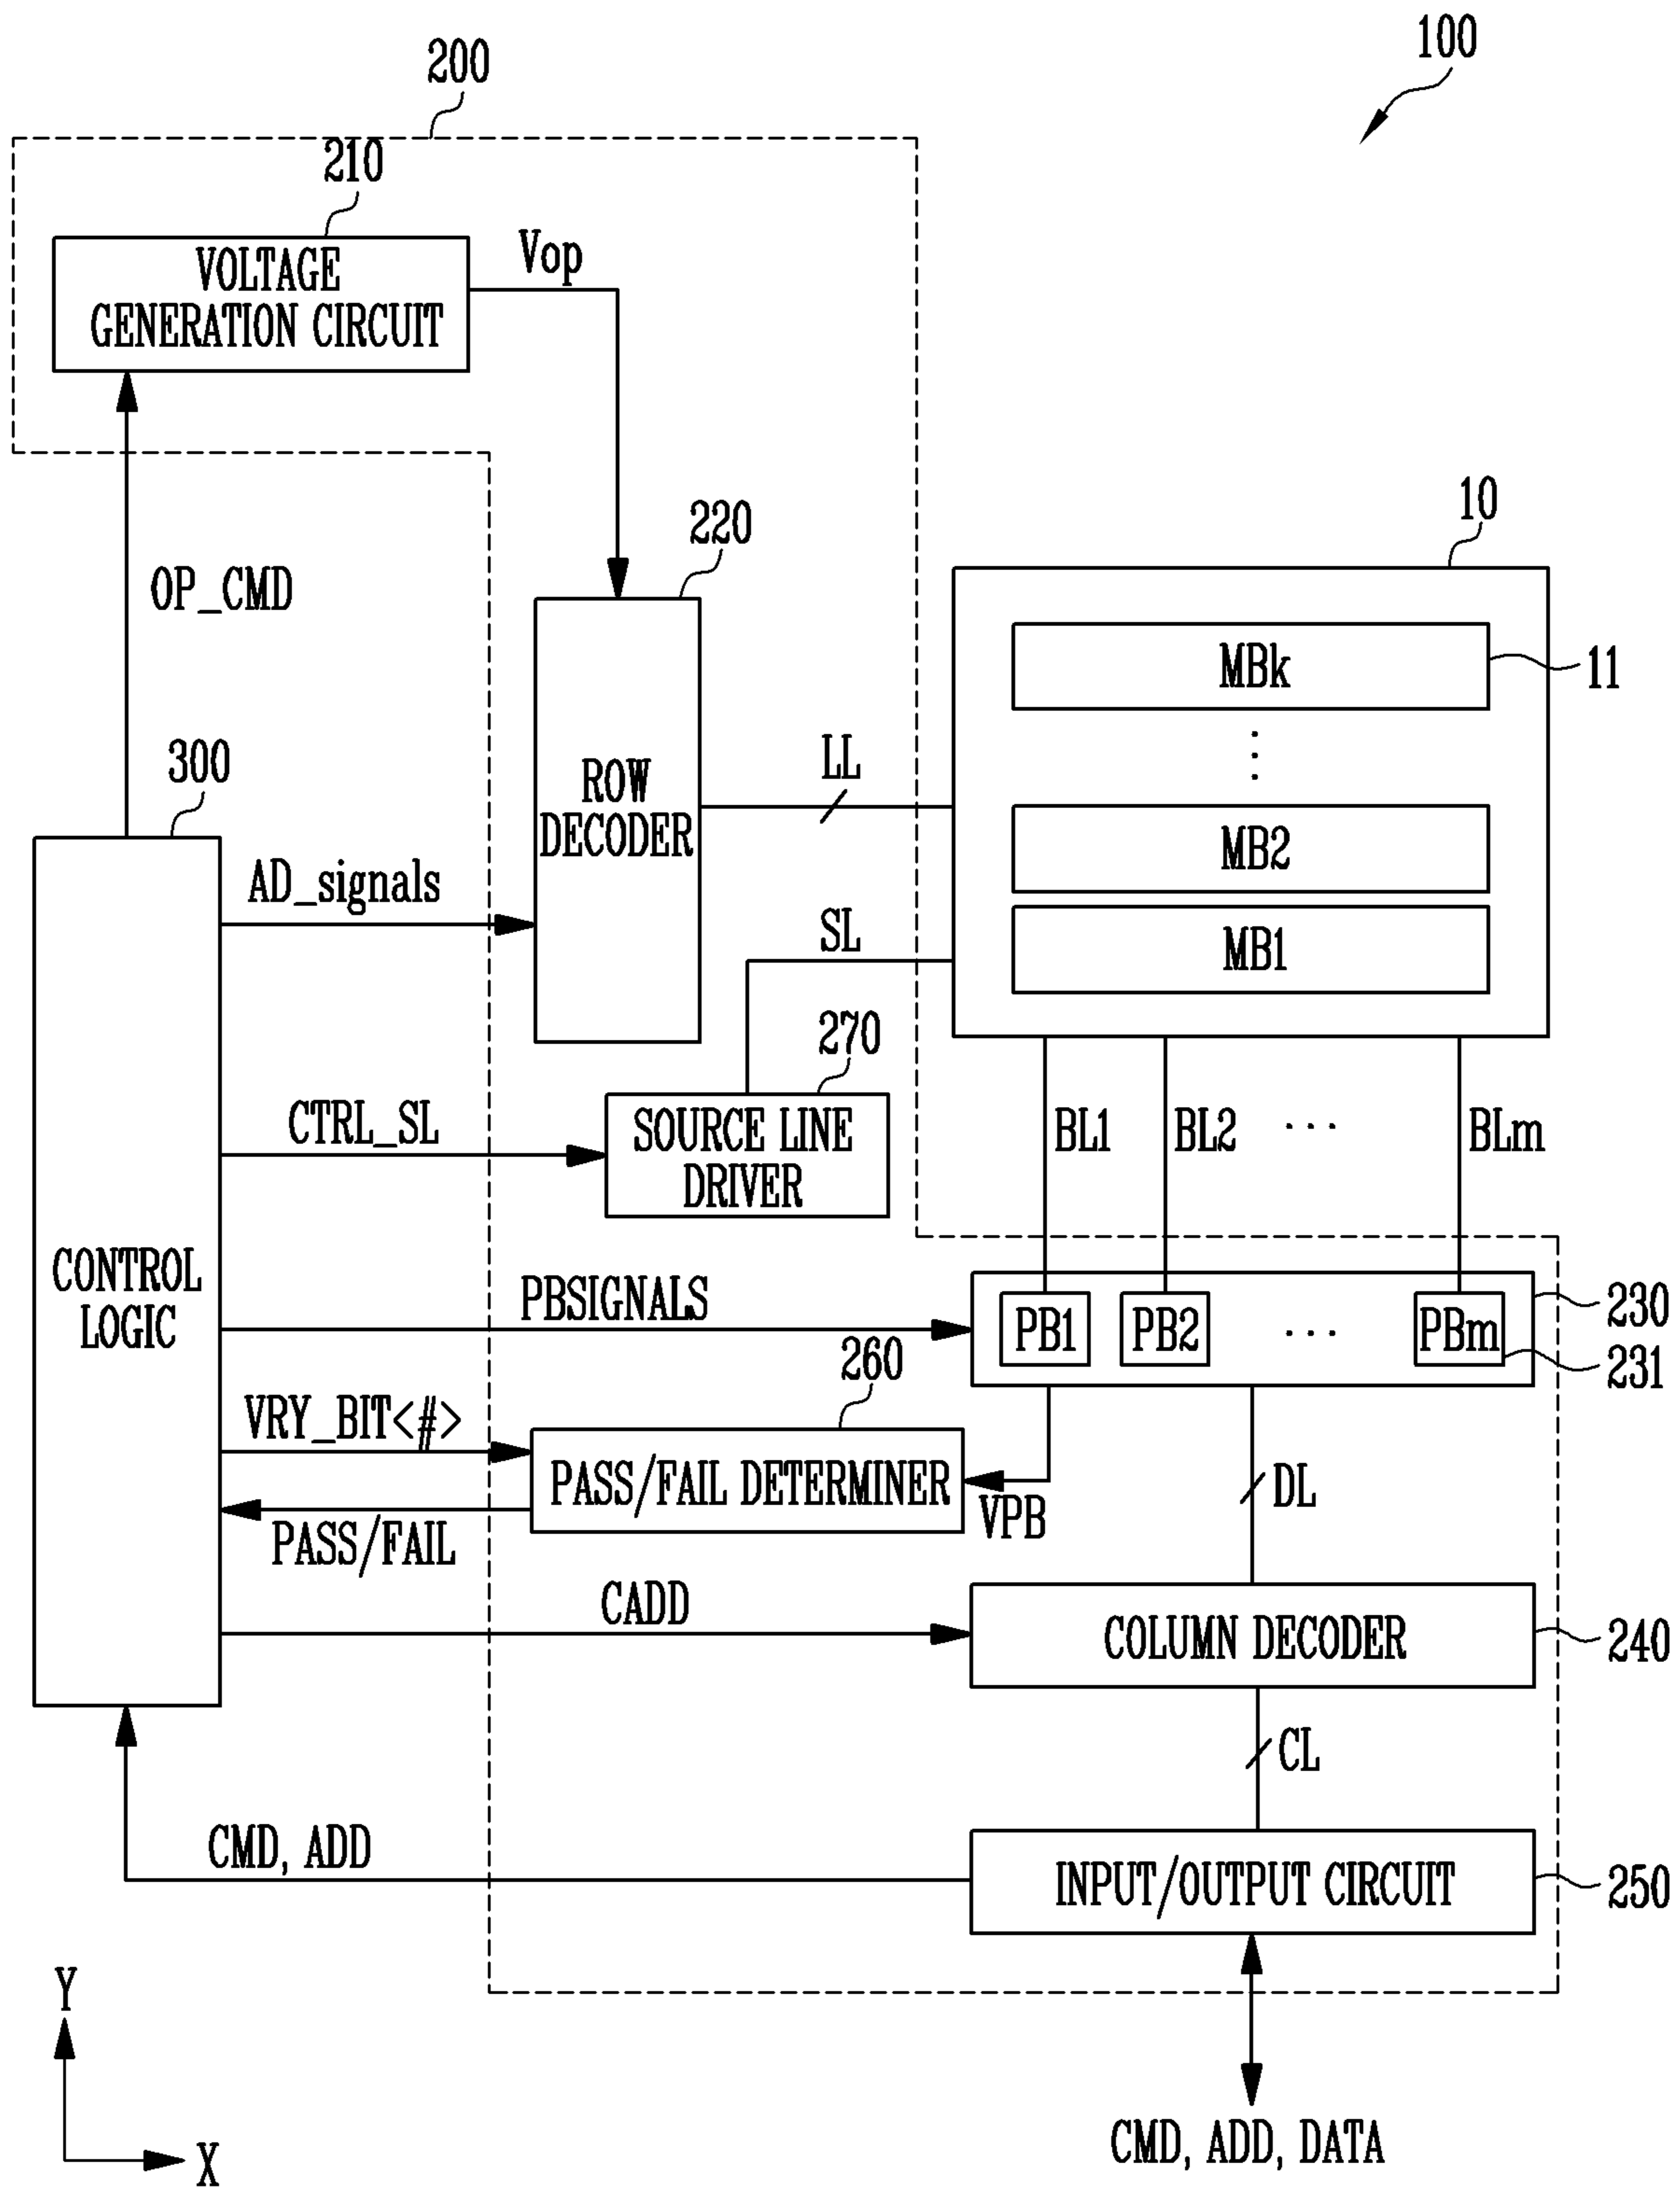 100
200
210
VOLTAGE
GENERATION CIRCUIT
Vop
OP_CMD
220
ROW
DECODER
10
MBk
11
⋮
MB2
MB1
LL
SL
300
CONTROL
LOGIC
AD_signals
270
CTRL_SL
SOURCE LINE
DRIVER
BL1
BL2
...
BLm
PBSIGNALS
PB1
PB2
...
PBm
230
231
260
VRY_BIT<#>
PASS/FAIL DETERMINER
VPB
DL
PASS/FAIL
CADD
COLUMN DECODER
240
CL
CMD, ADD
INPUT/OUTPUT CIRCUIT
250
Y
X
CMD, ADD, DATA